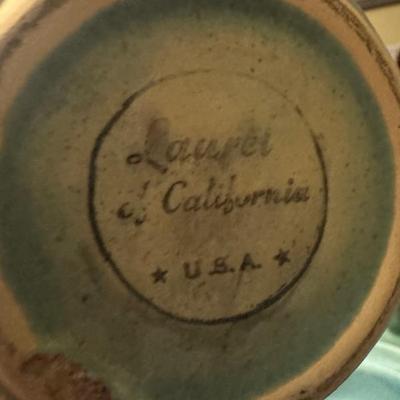 Laurel
of California
★ U.S.A. ★